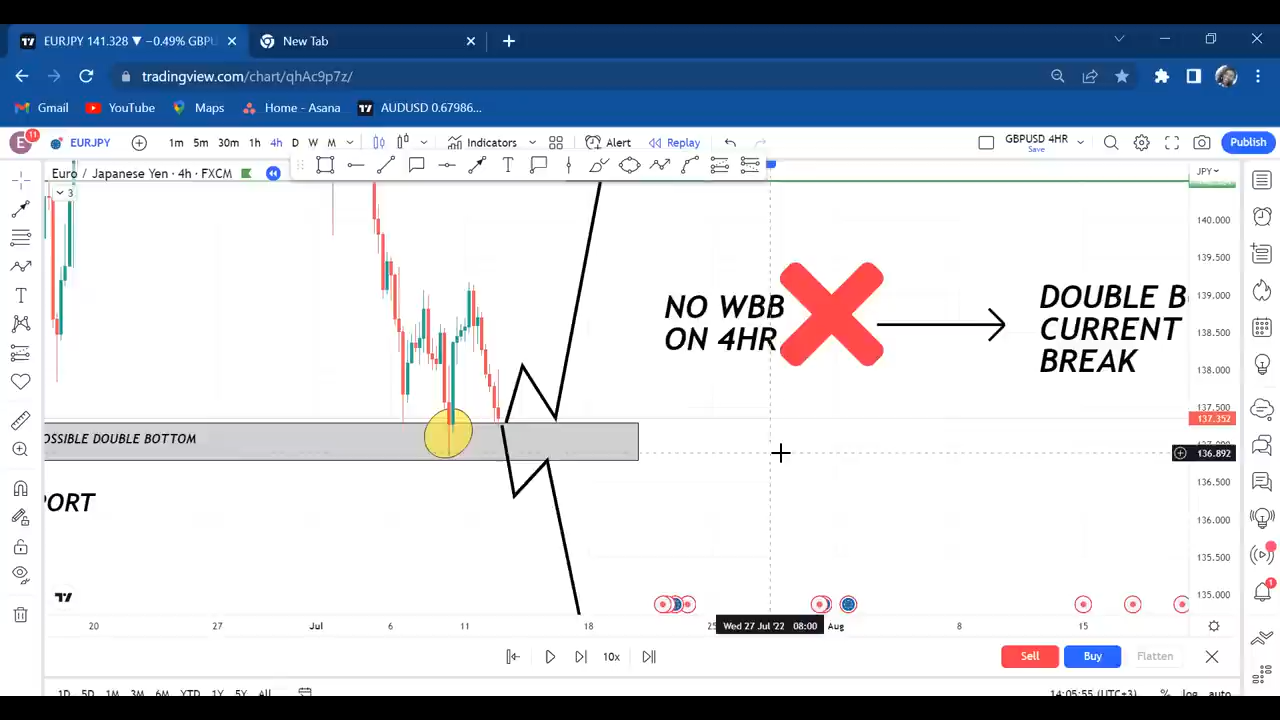 EURJPY 141.328 ▼ −0.49% GBPU
New Tab
tradingview.com/chart/qhAc9p7z/
Gmail
YouTube
Maps
Home - Asana
AUDUSD 0.67986...
E
11
EURJPY
1m 5m 30m 1h 4h D W M
Indicators
Alert
Replay
GBPUSD 4HR
Save
Publish
Euro / Japanese Yen · 4h · FXCM
3
JPY
140.000
139.500
139.000
138.500
138.000
137.500
137.352
136.892
136.500
136.000
135.500
135.000
NO WBB
ON 4HR
DOUBLE B
CURRENT
BREAK
OSSIBLE DOUBLE BOTTOM
PORT
20 27 Jul 6 11 18 25 Wed 27 Jul '22 08:00 Aug 8 15
10x
Sell
Buy
Flatten
1D 5D 1M 3M 6M YTD 1Y 5Y All
14:05:55 (UTC+3) % log auto
1